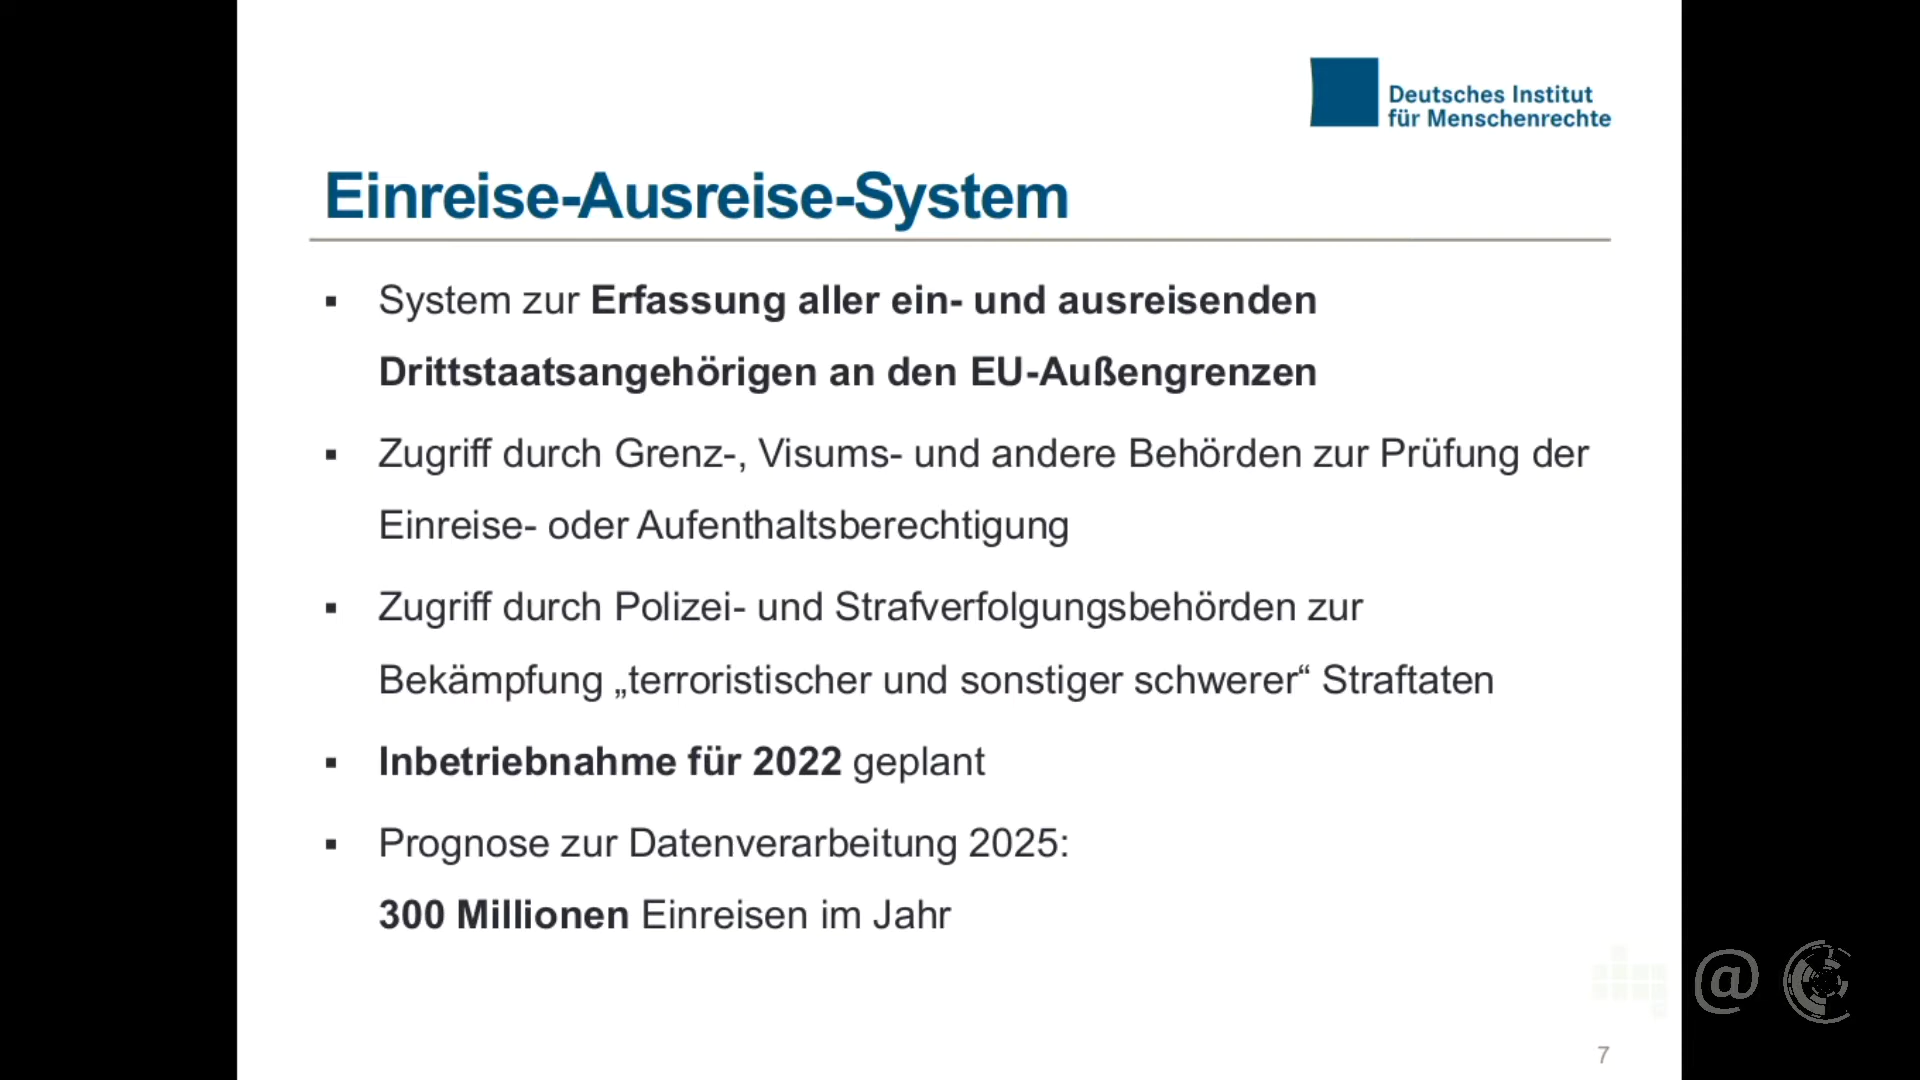 Deutsches Institut
für Menschenrechte
Einreise-Ausreise-System
▪ System zur Erfassung aller ein- und ausreisenden
Drittstaatsangehörigen an den EU-Außengrenzen
▪ Zugriff durch Grenz-, Visums- und andere Behörden zur Prüfung der
Einreise- oder Aufenthaltsberechtigung
▪ Zugriff durch Polizei- und Strafverfolgungsbehörden zur
Bekämpfung „terroristischer und sonstiger schwerer“ Straftaten
▪ Inbetriebnahme für 2022 geplant
▪ Prognose zur Datenverarbeitung 2025:
300 Millionen Einreisen im Jahr
@
7